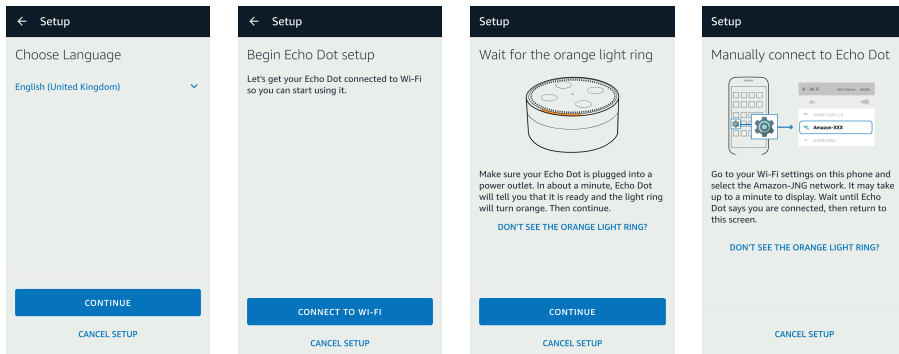 ← Setup
Choose Language
English (United Kingdom)
CONTINUE
CANCEL SETUP
← Setup
Begin Echo Dot setup
Let's get your Echo Dot connected to Wi-Fi
so you can start using it.
CONNECT TO WI-FI
CANCEL SETUP
Setup
Wait for the orange light ring
Make sure your Echo Dot is plugged into a
power outlet. In about a minute, Echo Dot
will tell you that it is ready and the light ring
will turn orange. Then continue.
DON'T SEE THE ORANGE LIGHT RING?
CONTINUE
CANCEL SETUP
Setup
Manually connect to Echo Dot
← Wi-Fi Wi-Fi Direct MORE
Amazon-XXX
Go to your Wi-Fi settings on this phone and
select the Amazon-JNG network. It may take
up to a minute to display. Wait until Echo
Dot says you are connected, then return to
this screen.
DON'T SEE THE ORANGE LIGHT RING?
CANCEL SETUP